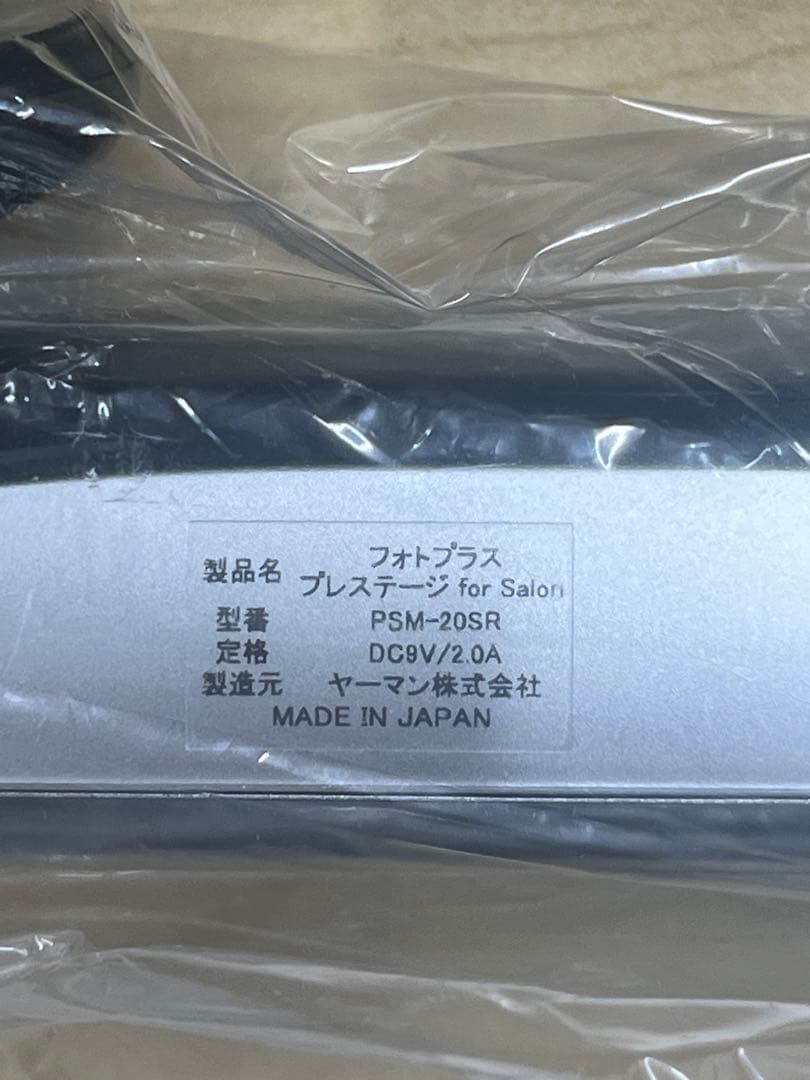 製品名 フォトプラス
プレステージ for Salon
型番 PSM-20SR
定格 DC9V/2.0A
製造元 ヤーマン株式会社
MADE IN JAPAN